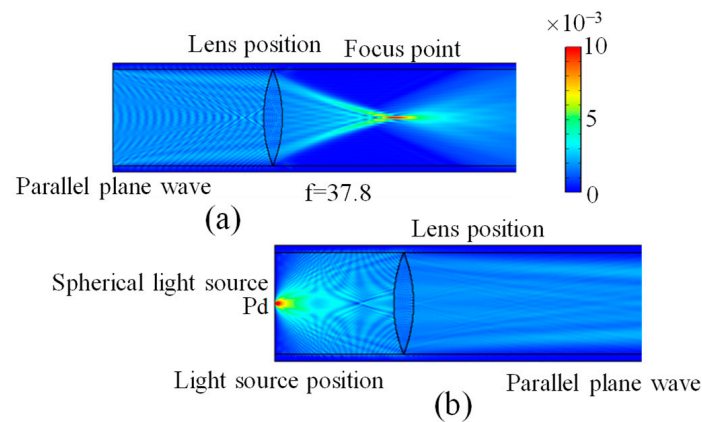 ×10⁻³
Lens position
Focus point
10
5
0
Parallel plane wave
f=37.8
(a)
Lens position
Spherical light source
Pd
Light source position
Parallel plane wave
(b)